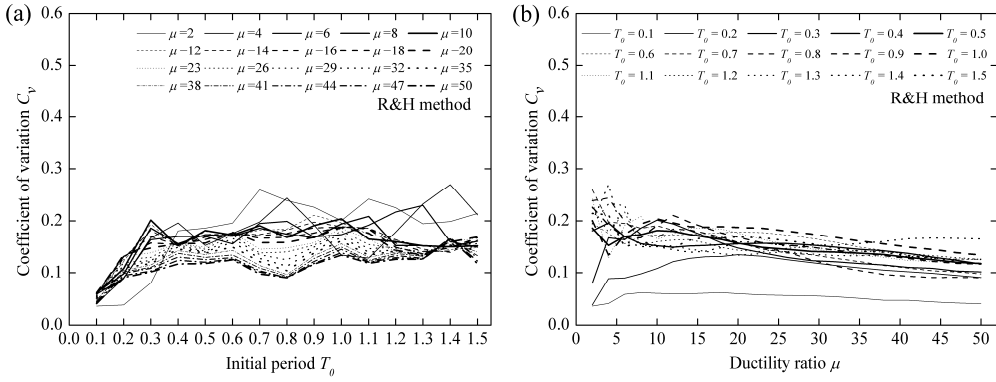 (a)
μ=2 μ=4 μ=6 μ=8 μ=10
μ=12 μ=14 μ=16 μ=18 μ=20
μ=23 μ=26 μ=29 μ=32 μ=35
μ=38 μ=41 μ=44 μ=47 μ=50
R&H method
Coefficient of variation Cv
0.6
0.5
0.4
0.3
0.2
0.1
0.0
0.0 0.1 0.2 0.3 0.4 0.5 0.6 0.7 0.8 0.9 1.0 1.1 1.2 1.3 1.4 1.5
Initial period T0
(b)
T0 = 0.1 T0 = 0.2 T0 = 0.3 T0 = 0.4 T0 = 0.5
T0 = 0.6 T0 = 0.7 T0 = 0.8 T0 = 0.9 T0 = 1.0
T0 = 1.1 T0 = 1.2 T0 = 1.3 T0 = 1.4 T0 = 1.5
R&H method
Coefficient of variation Cv
0.6
0.5
0.4
0.3
0.2
0.1
0.0
0 5 10 15 20 25 30 35 40 45 50
Ductility ratio μ